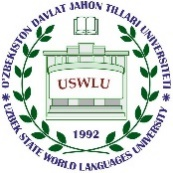 O'ZBEKISTON DAVLAT JAHON TILLARI UNIVERSITETI
USWLU
1992
UZBEK STATE WORLD LANGUAGES UNIVERSITY